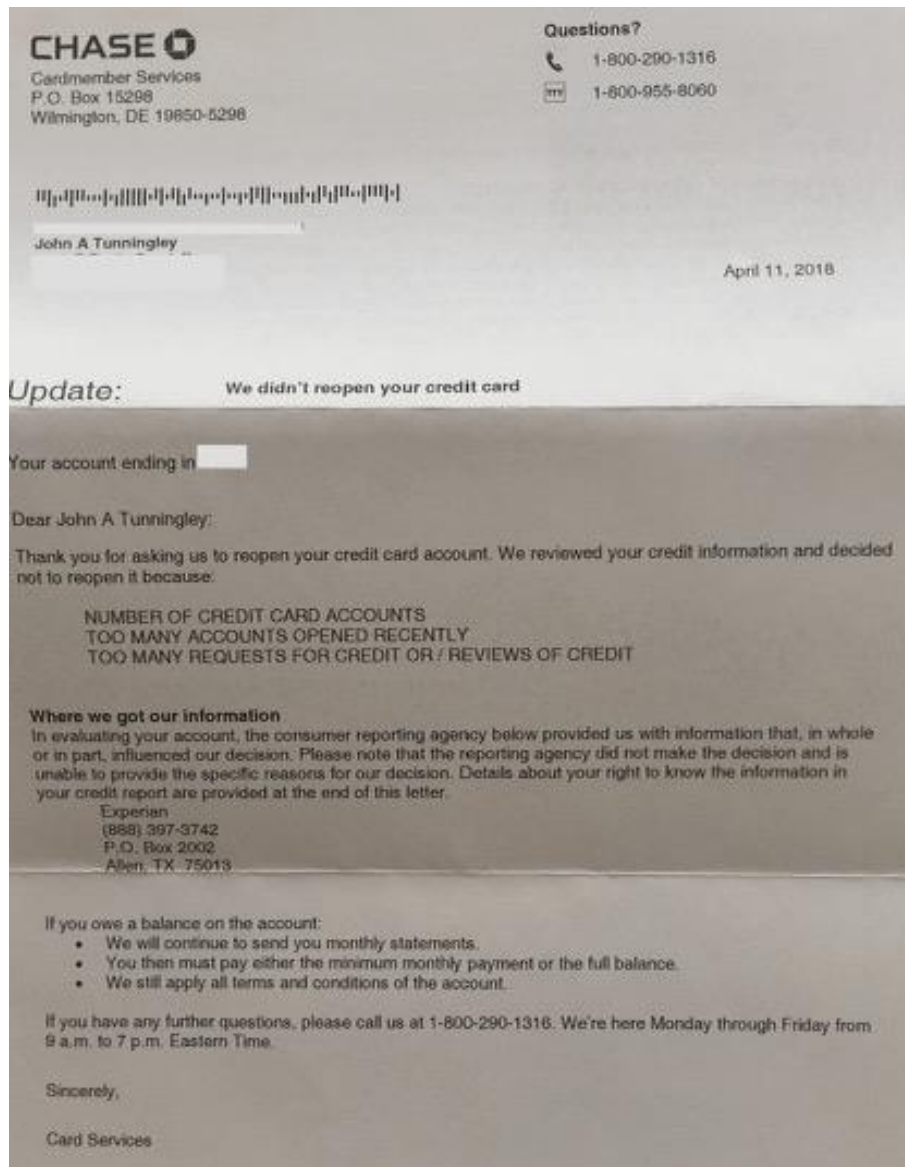 CHASE
Cardmember Services
P.O. Box 15298
Wilmington, DE 19850-5298
Questions?
1-800-290-1316
1-800-955-8060
John A Tunningley
April 11, 2018
Update:
We didn't reopen your credit card
Your account ending in
Dear John A Tunningley:
Thank you for asking us to reopen your credit card account. We reviewed your credit information and decided
not to reopen it because:
NUMBER OF CREDIT CARD ACCOUNTS
TOO MANY ACCOUNTS OPENED RECENTLY
TOO MANY REQUESTS FOR CREDIT OR / REVIEWS OF CREDIT
Where we got our information
In evaluating your account, the consumer reporting agency below provided us with information that, in whole
or in part, influenced our decision. Please note that the reporting agency did not make the decision and is
unable to provide the specific reasons for our decision. Details about your right to know the information in
your credit report are provided at the end of this letter.
Experian
(888) 397-3742
P.O. Box 2002
Allen, TX 75013
If you owe a balance on the account:
• We will continue to send you monthly statements.
• You then must pay either the minimum monthly payment or the full balance.
• We still apply all terms and conditions of the account.
If you have any further questions, please call us at 1-800-290-1316. We're here Monday through Friday from
9 a.m. to 7 p.m. Eastern Time.
Sincerely,
Card Services